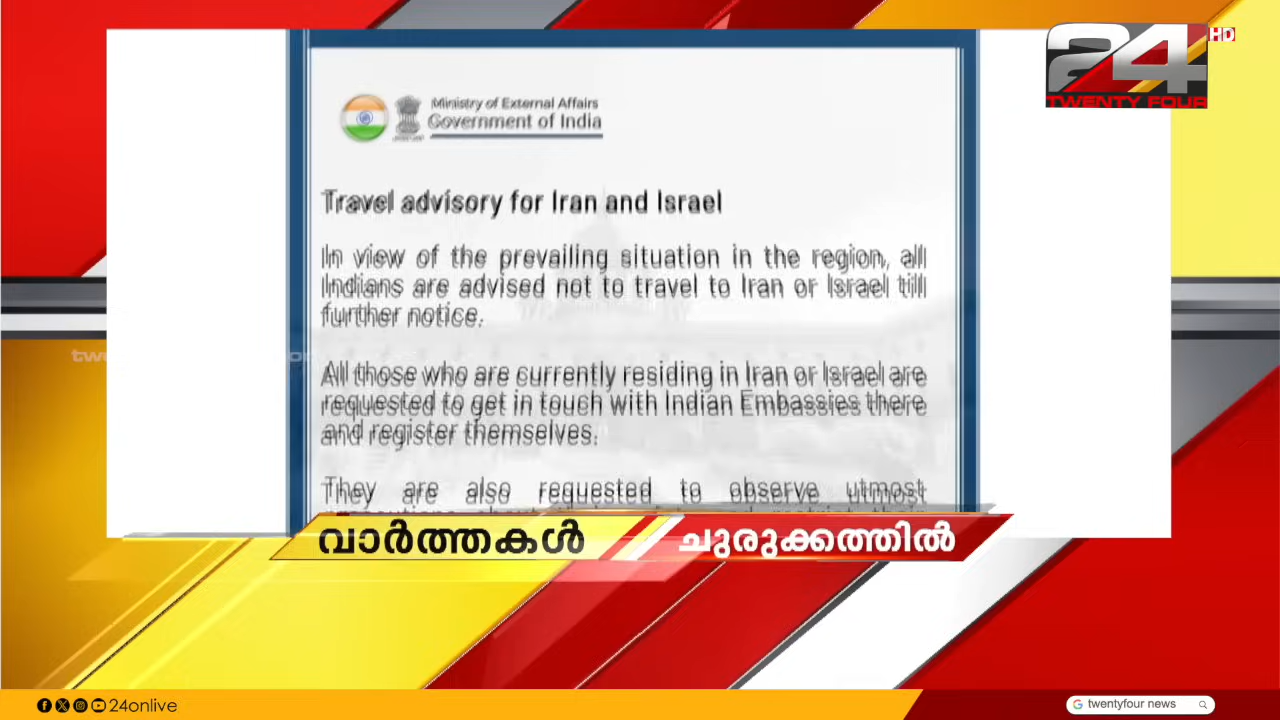 24
HD
TWENTY FOUR
Ministry of External Affairs
Government of India
Travel advisory for Iran and Israel
In view of the prevailing situation in the region, all
Indians are advised not to travel to Iran or Israel till
further notice.
All those who are currently residing in Iran or Israel are
requested to get in touch with Indian Embassies there
and register themselves.
They are also requested to observe utmost
വാർത്തകൾ ചുരുക്കത്തിൽ
24onlive
twentyfour news